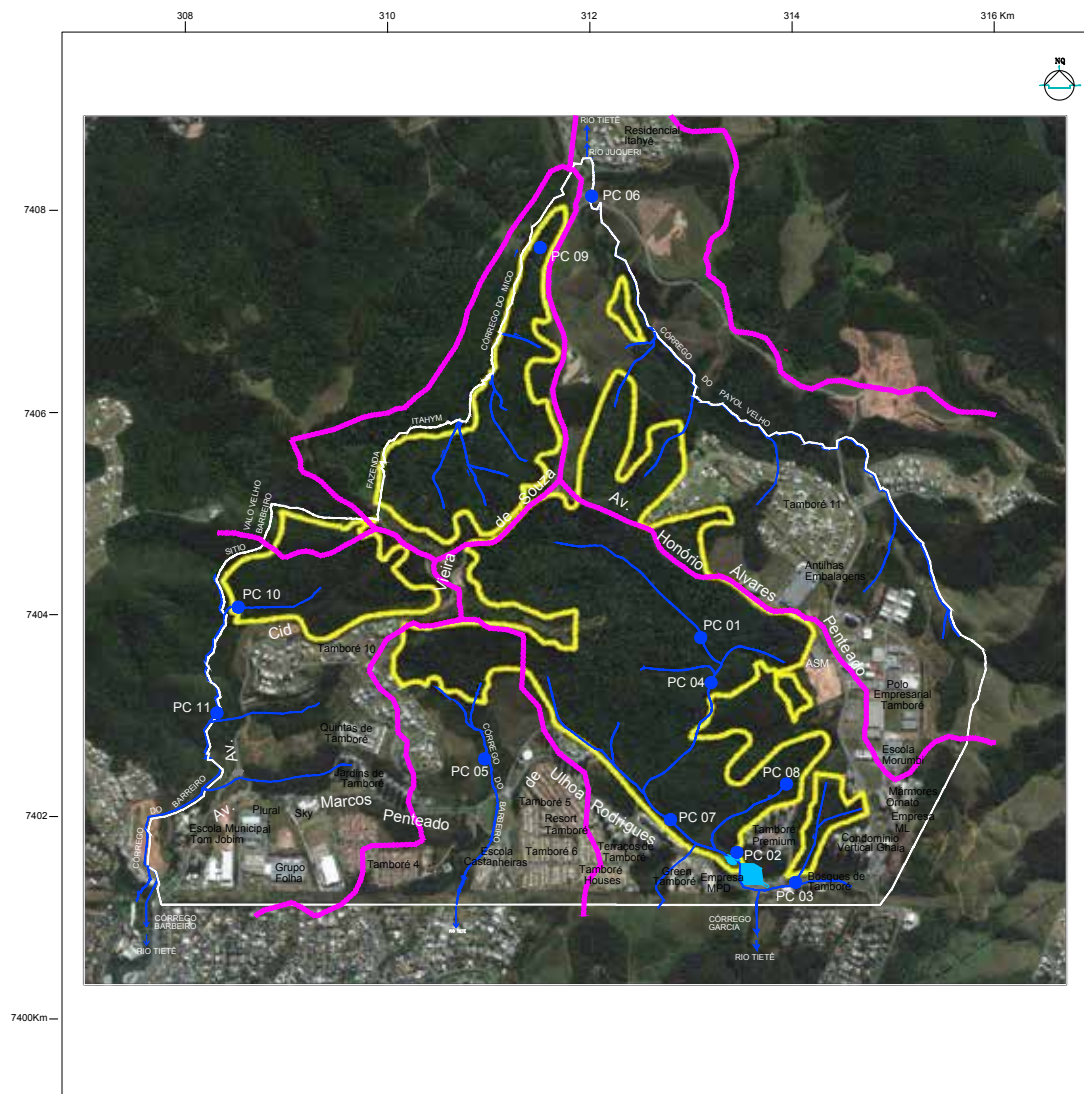 308
310
312
314
316 Km
NQ
RIO TIETÊ
Residencial
Itahyê
RIO JUQUERI
7408
PC 06
PC 09
CÓRREGO DO MICO
CÓRREGO
DO
PAYOL VELHO
7406
ITAHYM
FAZENDA
VALO VELHO
BARBEIRO
SITIO
de Souza
Av.
Tamboré 11
Honório
Vieira
Álvares
Antilhas
Embalagens
7404
PC 10
Cid
PC 01
Penteado
Tamboré 10
ASM
PC 04
Polo
Empresarial
Tamboré
PC 11
Quintas de
Tamboré
Av.
Escola
Morumbi
CÓRREGO DO BARREIRO
PC 05
Jardins de
Tamboré
de
Ulhoa Rodrigues
PC 08
Marmores
Ornato
DO BARREIRO
Marcos
Tamboré 5
7402
Av.
Plural
Sky
Penteado
Resort
Tamboré
PC 07
Empresa
ML
CÓRREGO
Escola Municipal
Tom Jobim
Tamboré
Premium
Condominio
Vertical Ghaia
Escola
Castanheiras
Tamboré 6
Terraços de
Tamboré
PC 02
Grupo
Folha
Tamboré 4
Tamboré
Houses
Green
Tamboré
Empresa
MPD
Bosques de
Tamboré
PC 03
CÓRREGO
BARBEIRO
CÓRREGO
GARCIA
RIO TIETÊ
RIO TIETÊ
RIO TIETÊ
7400Km